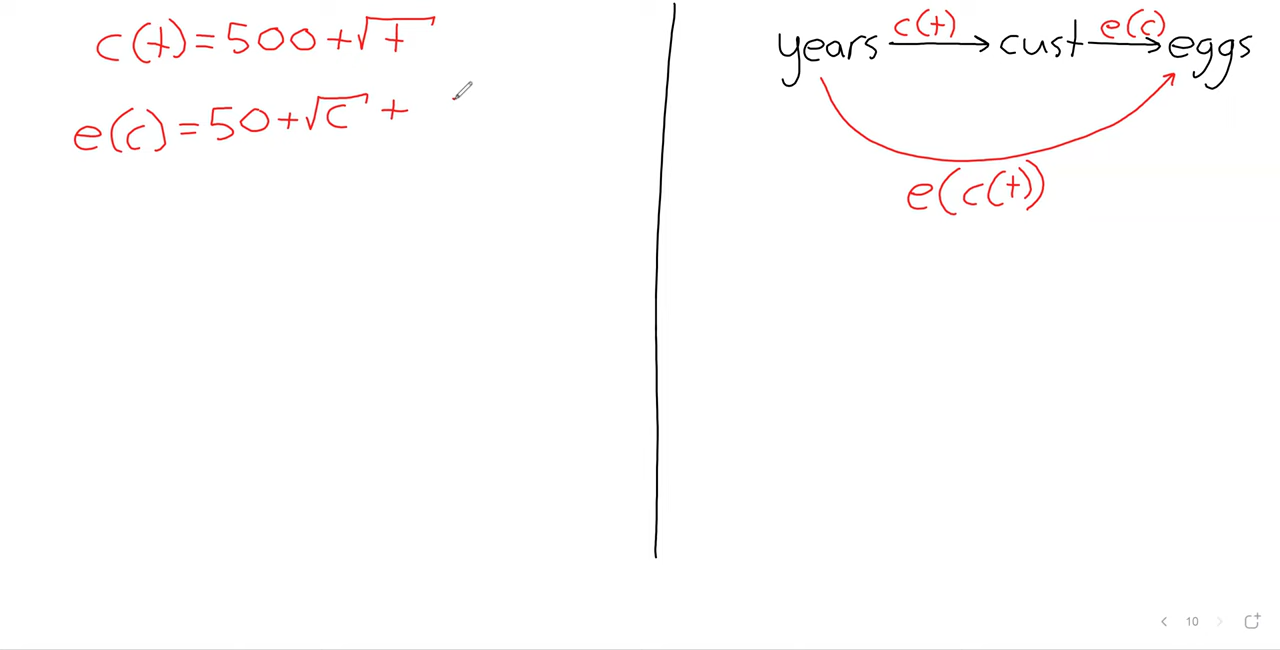 c(t) = 500 + √t
e(c) = 50 + √c +
years c(t) cust e(c) eggs
e(c(t))
10